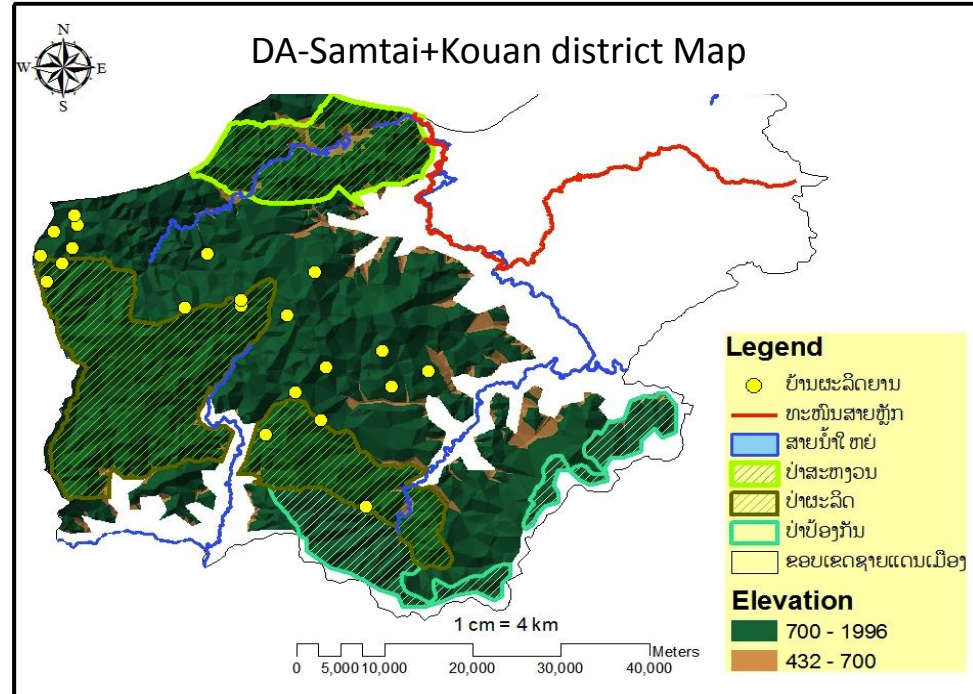 DA-Samtai+Kouan district Map
N
W E
S
Legend
ບ້ານຜະລິດຍານ
ທະໜົນສາຍຫຼັກ
ສາຍນ້ຳໃ ຫຍ່
ປ່າສະຫງວນ
ປ່າຜະລິດ
ປ່າປ້ອງກັນ
ຂອບເຂດຊາຍແດນເມືອງ
Elevation
700 - 1996
432 - 700
1 cm = 4 km
Meters
0 5,000 10,000 20,000 30,000 40,000